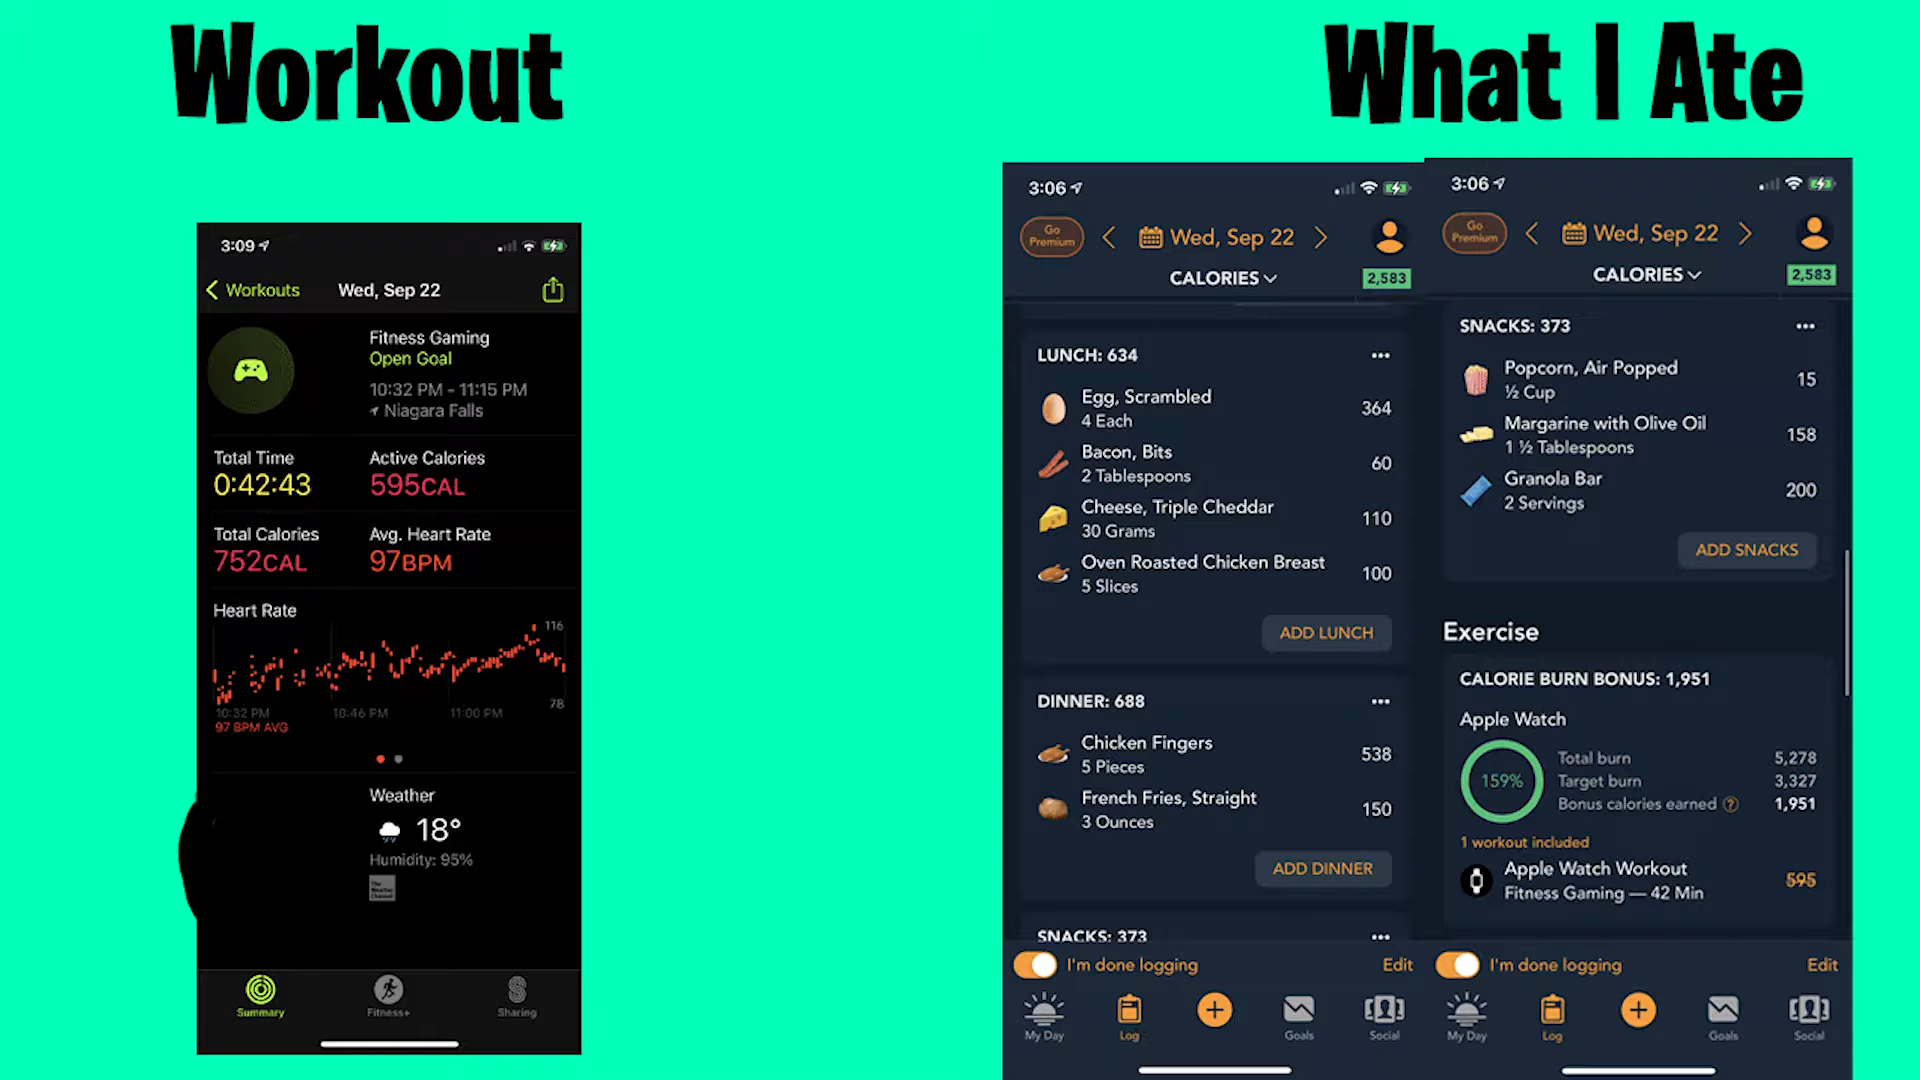 Workout
What I Ate
3:09
Workouts
Wed, Sep 22
Fitness Gaming
Open Goal
10:32 PM - 11:15 PM
Niagara Falls
Total Time
Active Calories
0:42:43
595CAL
Total Calories
Avg. Heart Rate
752CAL
97BPM
Heart Rate
116
78
10:32 PM
10:46 PM
11:00 PM
97 BPM AVG
Weather
18°
Humidity: 95%
The Weather Channel
Summary
Fitness+
Sharing
3:06
Go Premium
Wed, Sep 22
CALORIES
2,583
LUNCH: 634
Egg, Scrambled
364
4 Each
Bacon, Bits
60
2 Tablespoons
Cheese, Triple Cheddar
110
30 Grams
Oven Roasted Chicken Breast
100
5 Slices
ADD LUNCH
DINNER: 688
Chicken Fingers
538
5 Pieces
French Fries, Straight
150
3 Ounces
ADD DINNER
SNACKS: 373
I'm done logging
Edit
My Day
Log
Goals
Social
3:06
Go Premium
Wed, Sep 22
CALORIES
2,583
SNACKS: 373
Popcorn, Air Popped
15
½ Cup
Margarine with Olive Oil
158
1 ½ Tablespoons
Granola Bar
200
2 Servings
ADD SNACKS
Exercise
CALORIE BURN BONUS: 1,951
Apple Watch
159%
Total burn 5,278
Target burn 3,327
Bonus calories earned ? 1,951
1 workout included
Apple Watch Workout
595
Fitness Gaming — 42 Min
I'm done logging
Edit
My Day
Log
Goals
Social